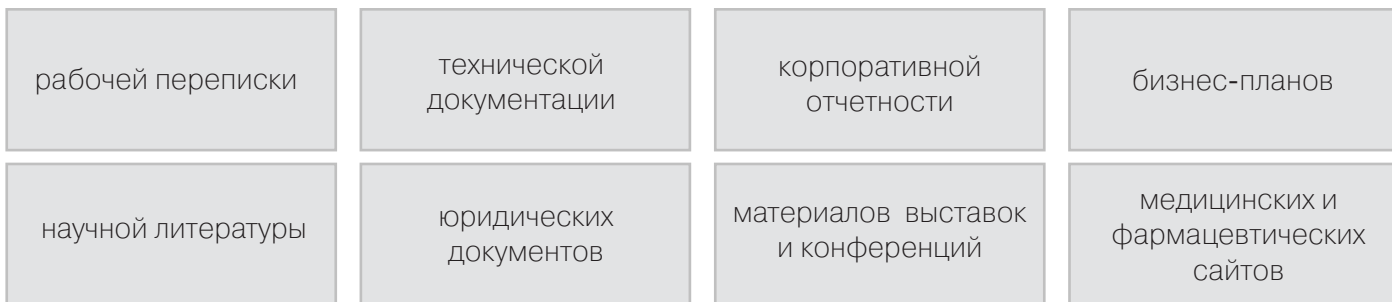 рабочей переписки
технической
документации
корпоративной
отчетности
бизнес-планов
научной литературы
юридических
документов
материалов выставок
и конференций
медицинских и
фармацевтических
сайтов